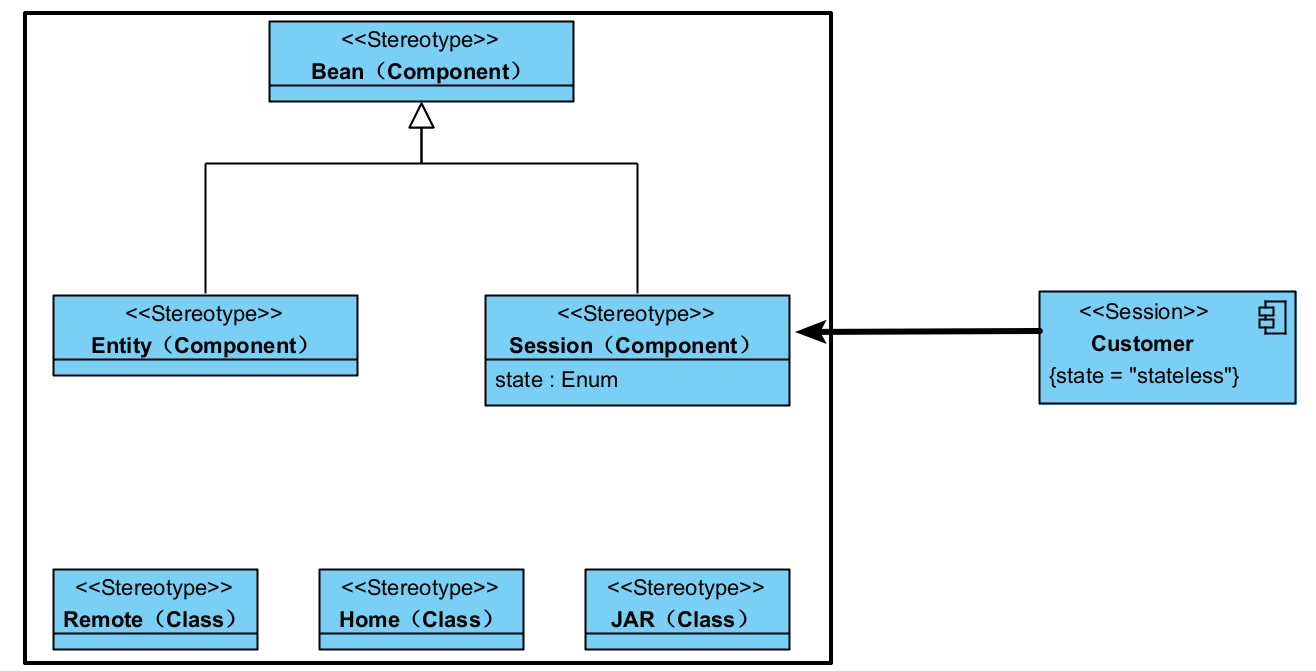 <<Stereotype>>
Bean（Component）
<<Stereotype>>
Entity（Component）
<<Stereotype>>
Session（Component）
state : Enum
<<Session>>
Customer
{state = "stateless"}
<<Stereotype>>
Remote（Class）
<<Stereotype>>
Home（Class）
<<Stereotype>>
JAR（Class）